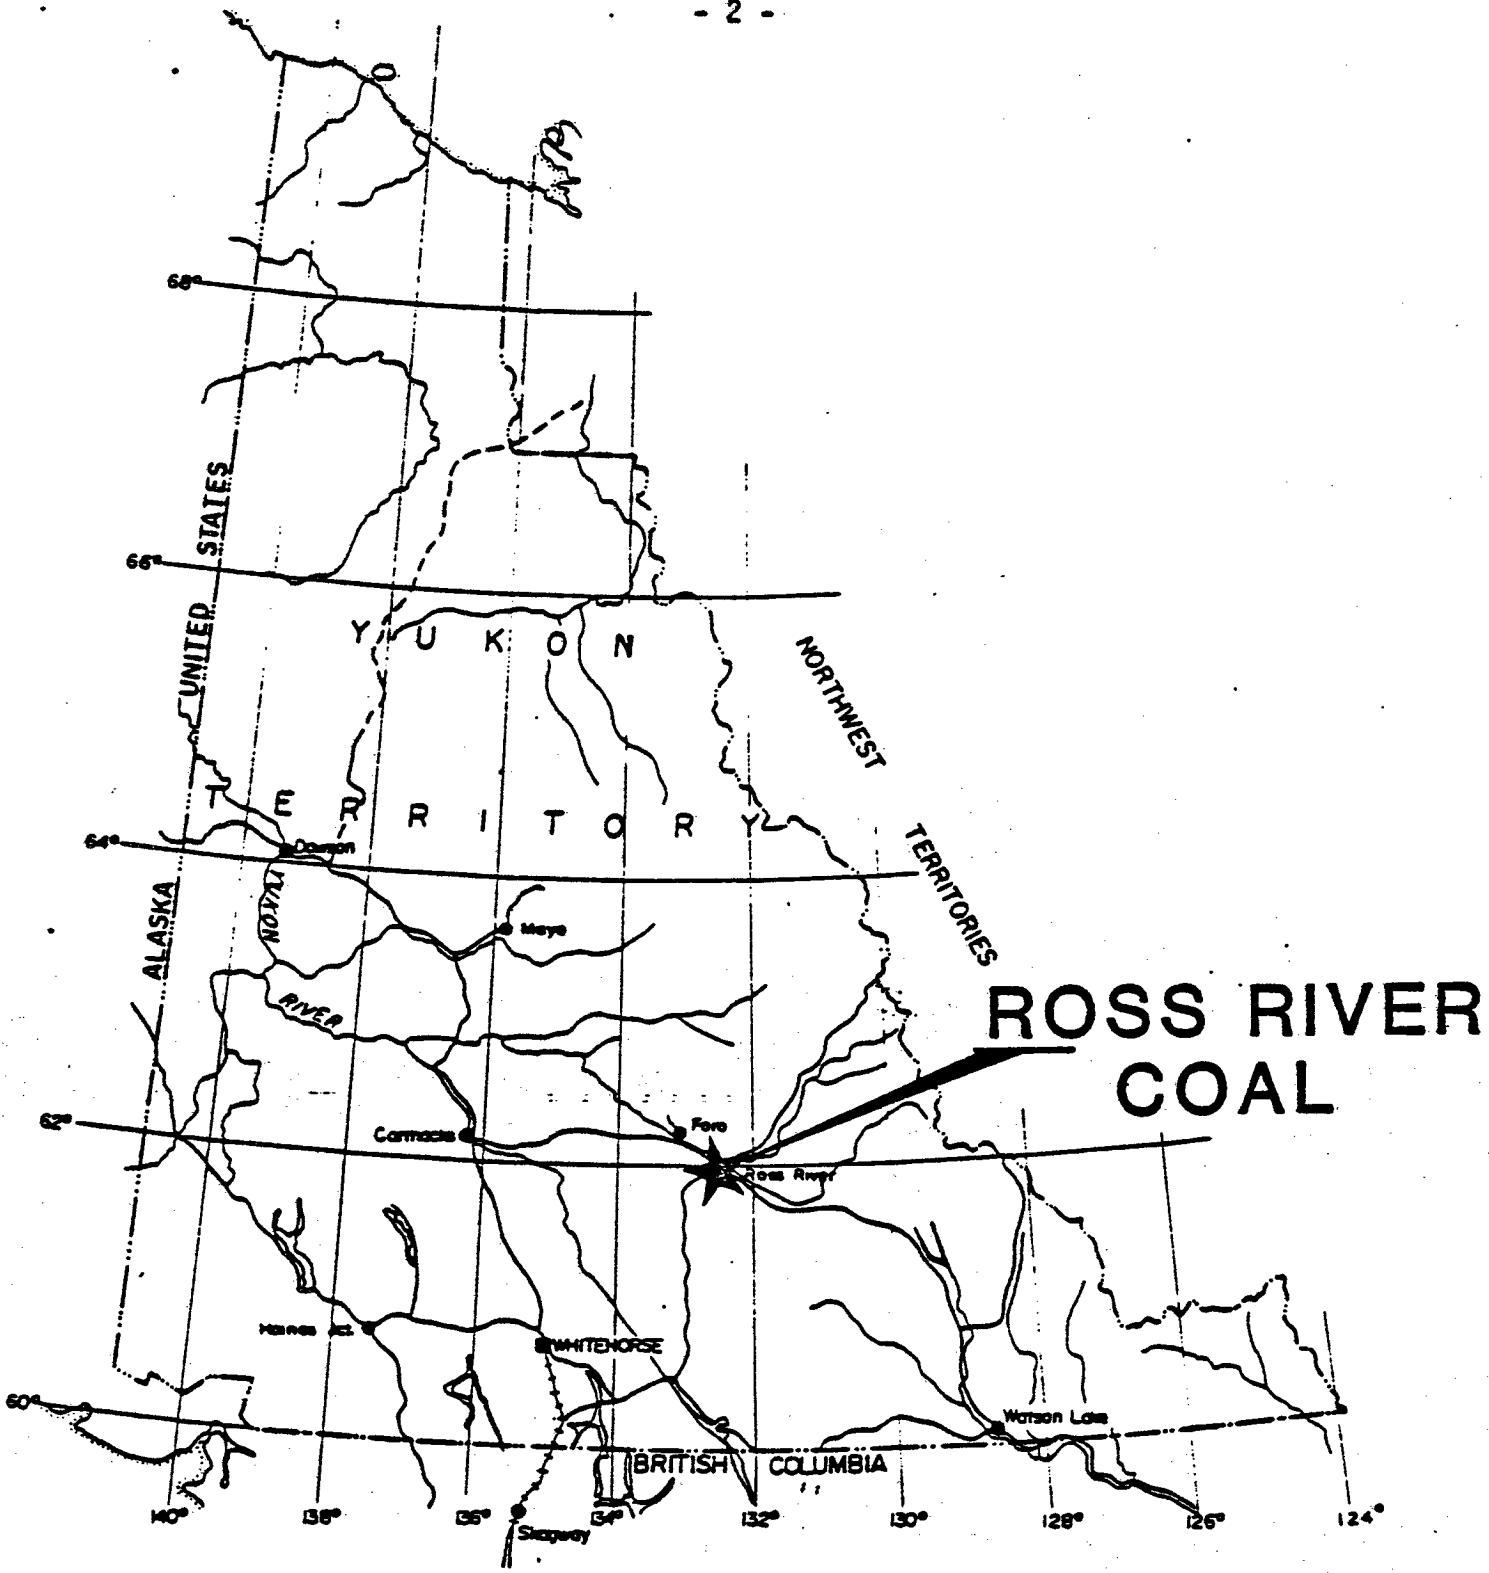 - 2 -
68°
STATES
66°
UNITED
Y U K O N
NORTHWEST
T E R R I T O R Y
TERRITORIES
64°
Dawson
YUKON
ALASKA
Mayo
RIVER
ROSS RIVER
COAL
62°
Carmacks
Faro
Ross River
Haines Jct.
WHITEHORSE
60°
Watson Lake
BRITISH COLUMBIA
140° 138° 136° 134° 132° 130° 128° 126° 124°
Skagway